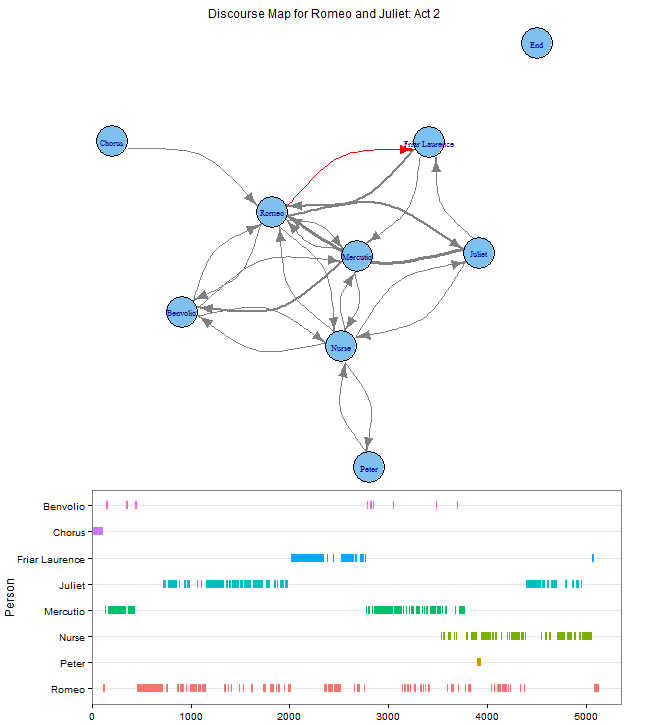 Discourse Map for Romeo and Juliet: Act 2
End
Chorus
Friar Laurence
Romeo
Mercutio
Juliet
Benvolio
Nurse
Peter
Person
Benvolio
Chorus
Friar Laurence
Juliet
Mercutio
Nurse
Peter
Romeo
0 1000 2000 3000 4000 5000